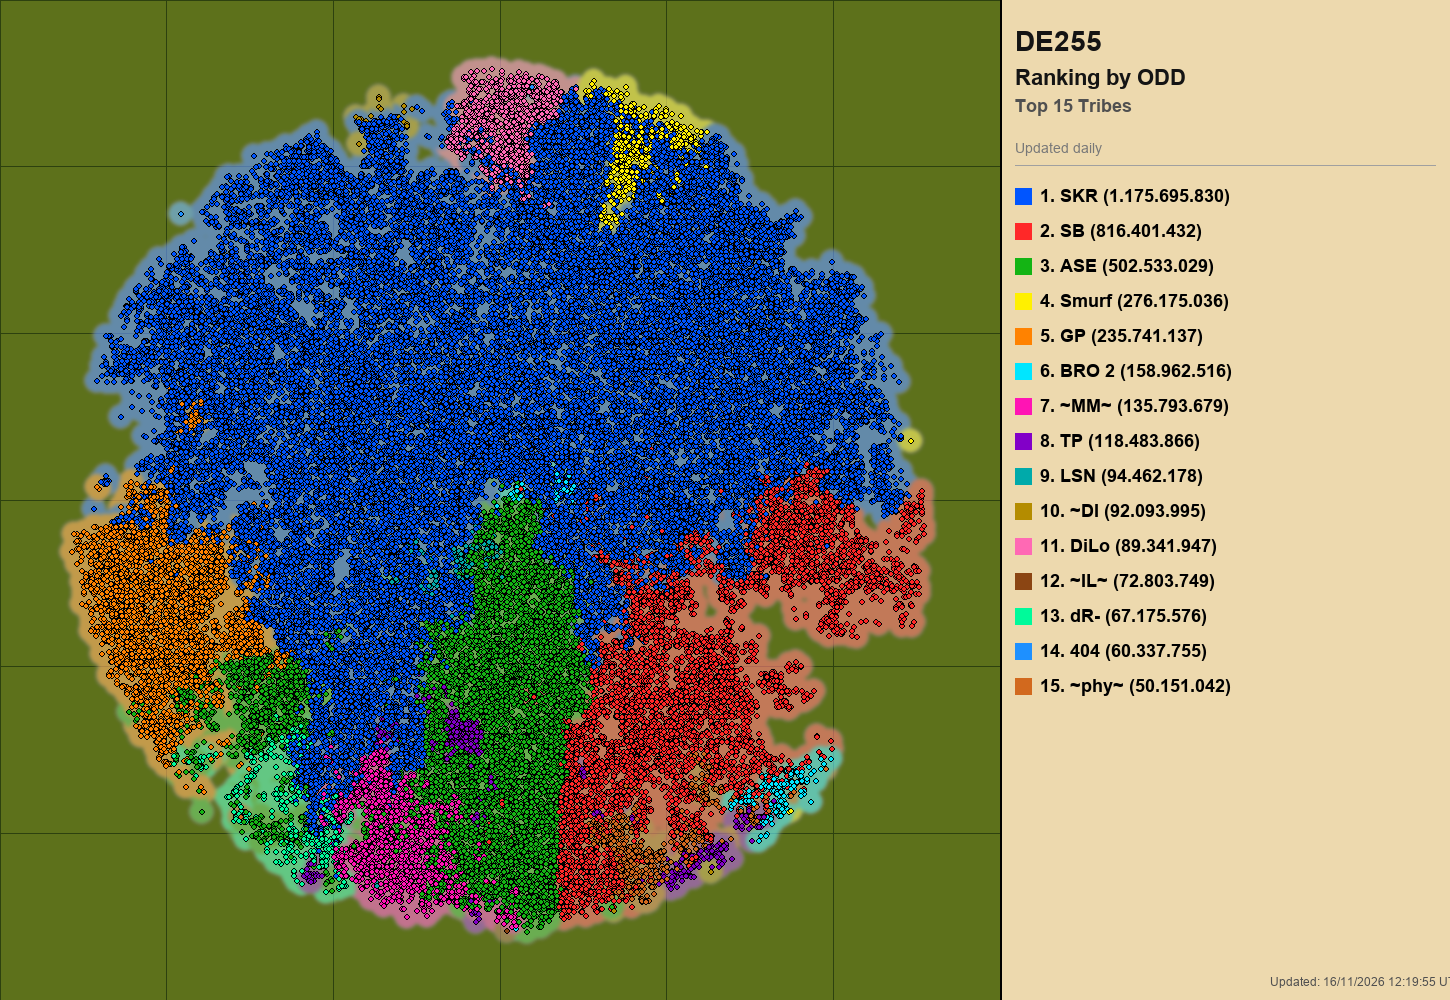 DE255
Ranking by ODD
Top 15 Tribes
Updated daily
1. SKR (1.175.695.830)
2. SB (816.401.432)
3. ASE (502.533.029)
4. Smurf (276.175.036)
5. GP (235.741.137)
6. BRO 2 (158.962.516)
7. ~MM~ (135.793.679)
8. TP (118.483.866)
9. LSN (94.462.178)
10. ~DI (92.093.995)
11. DiLo (89.341.947)
12. ~IL~ (72.803.749)
13. dR- (67.175.576)
14. 404 (60.337.755)
15. ~phy~ (50.151.042)
Updated: 16/11/2026 12:19:55 U